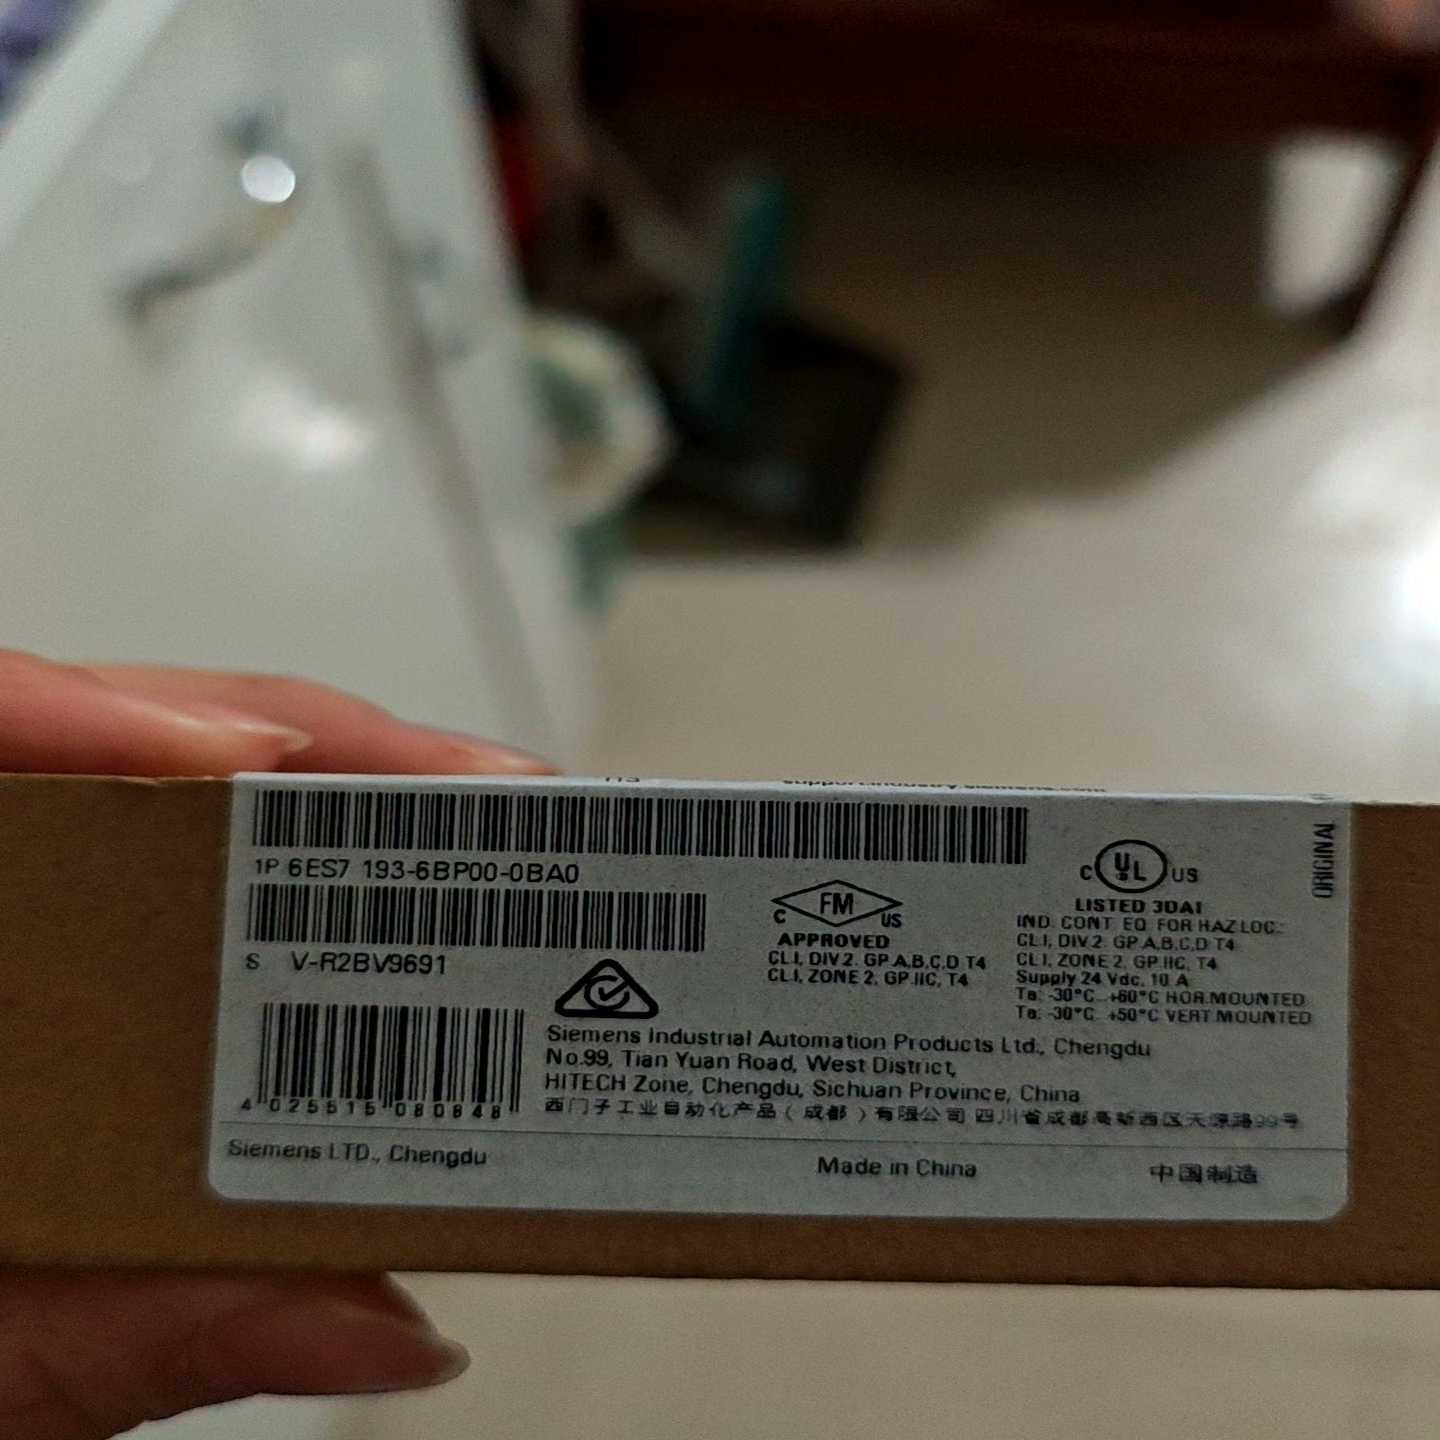 1P 6ES7 193-6BP00-0BA0
S V-R2BV9691
4 025515 080848
C FM US
APPROVED
CL.I, DIV.2. GP.A,B,C,D T4
CL.I, ZONE 2, GP.IIC, T4
C UL US
LISTED 3DA1
IND. CONT. EQ. FOR HAZ.LOC.:
CL.I, DIV.2. GP.A,B,C,D T4
CL.I, ZONE 2, GP.IIC, T4
Supply 24 Vdc, 10 A
Ta: -30°C...+60°C HOR.MOUNTED
Ta: -30°C...+50°C VERT.MOUNTED
ORIGINAL
Siemens Industrial Automation Products Ltd., Chengdu
No.99, Tian Yuan Road, West District,
HITECH Zone, Chengdu, Sichuan Province, China
西门子工业自动化产品（成都）有限公司 四川省成都高新西区天源路99号
Siemens LTD., Chengdu
Made in China
中国制造